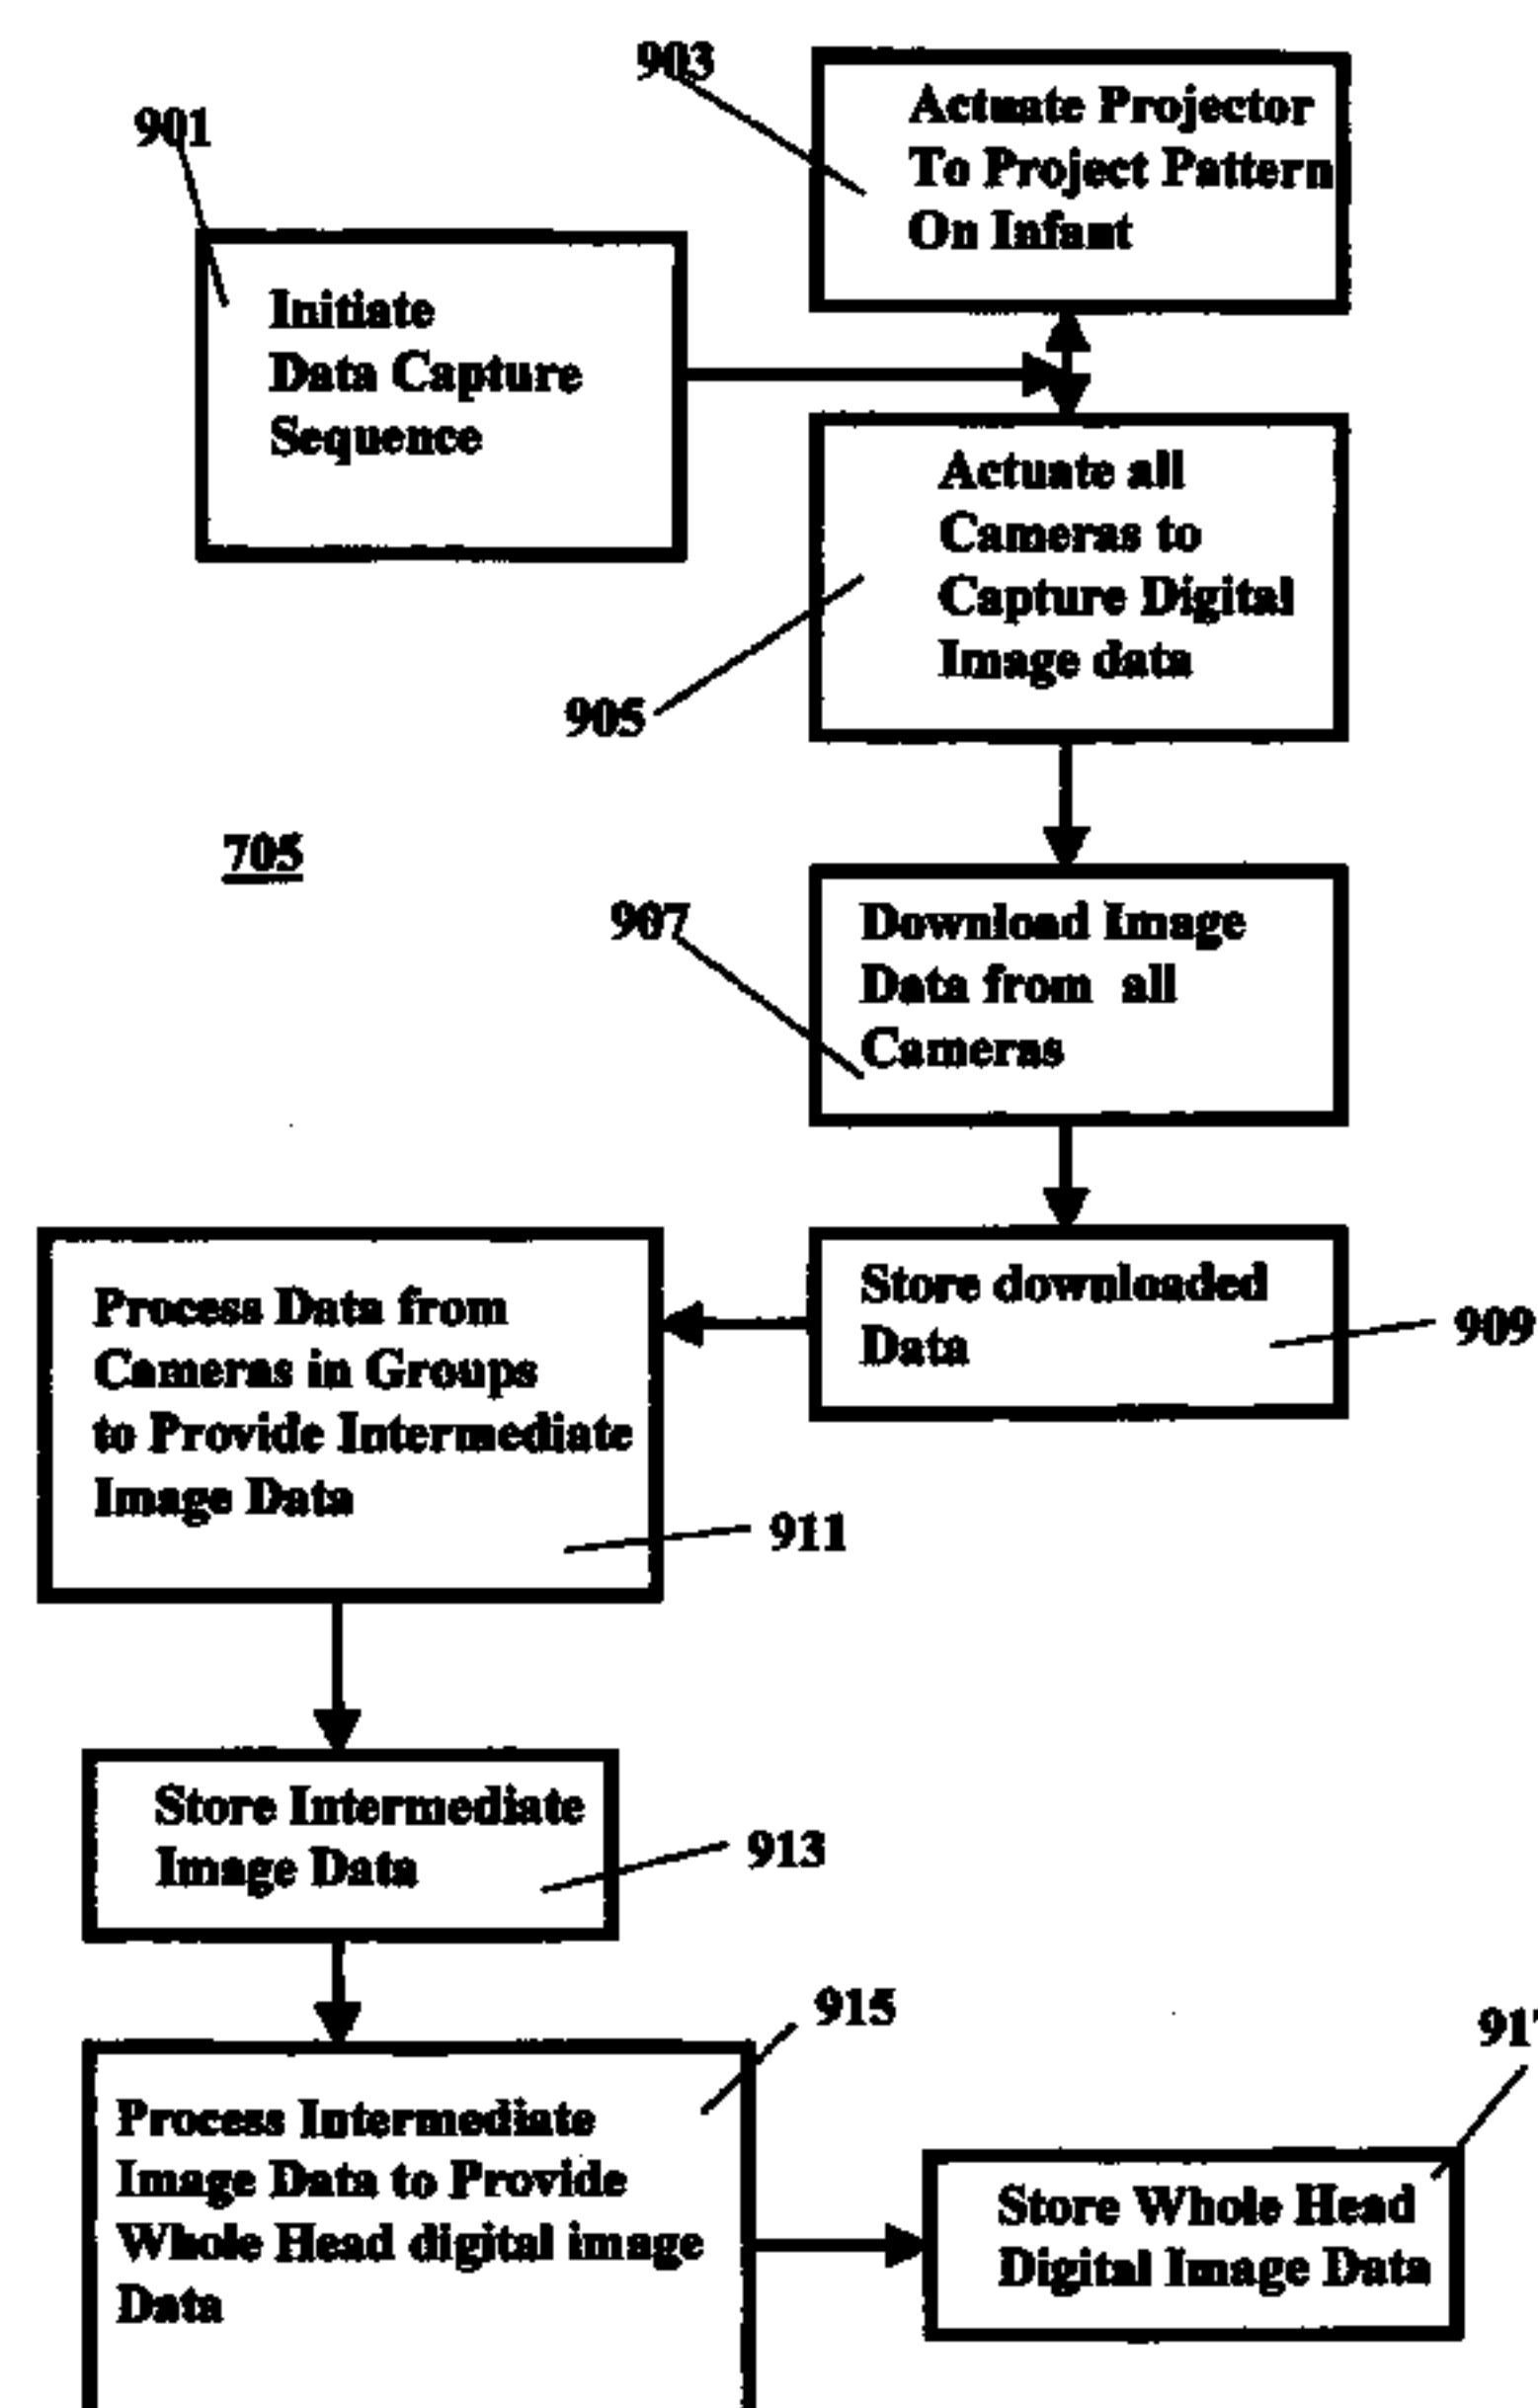 903
Actuate Projector
To Project Pattern
On Infant
901
Initiate
Data Capture
Sequence
Actuate all
Cameras to
Capture Digital
Image data
905
705
907
Download Image
Data from all
Cameras
Store downloaded
Data
909
Process Data from
Cameras in Groups
to Provide Intermediate
Image Data
911
Store Intermediate
Image Data
913
915
Process Intermediate
Image Data to Provide
Whole Head digital image
Data
Store Whole Head
Digital Image Data